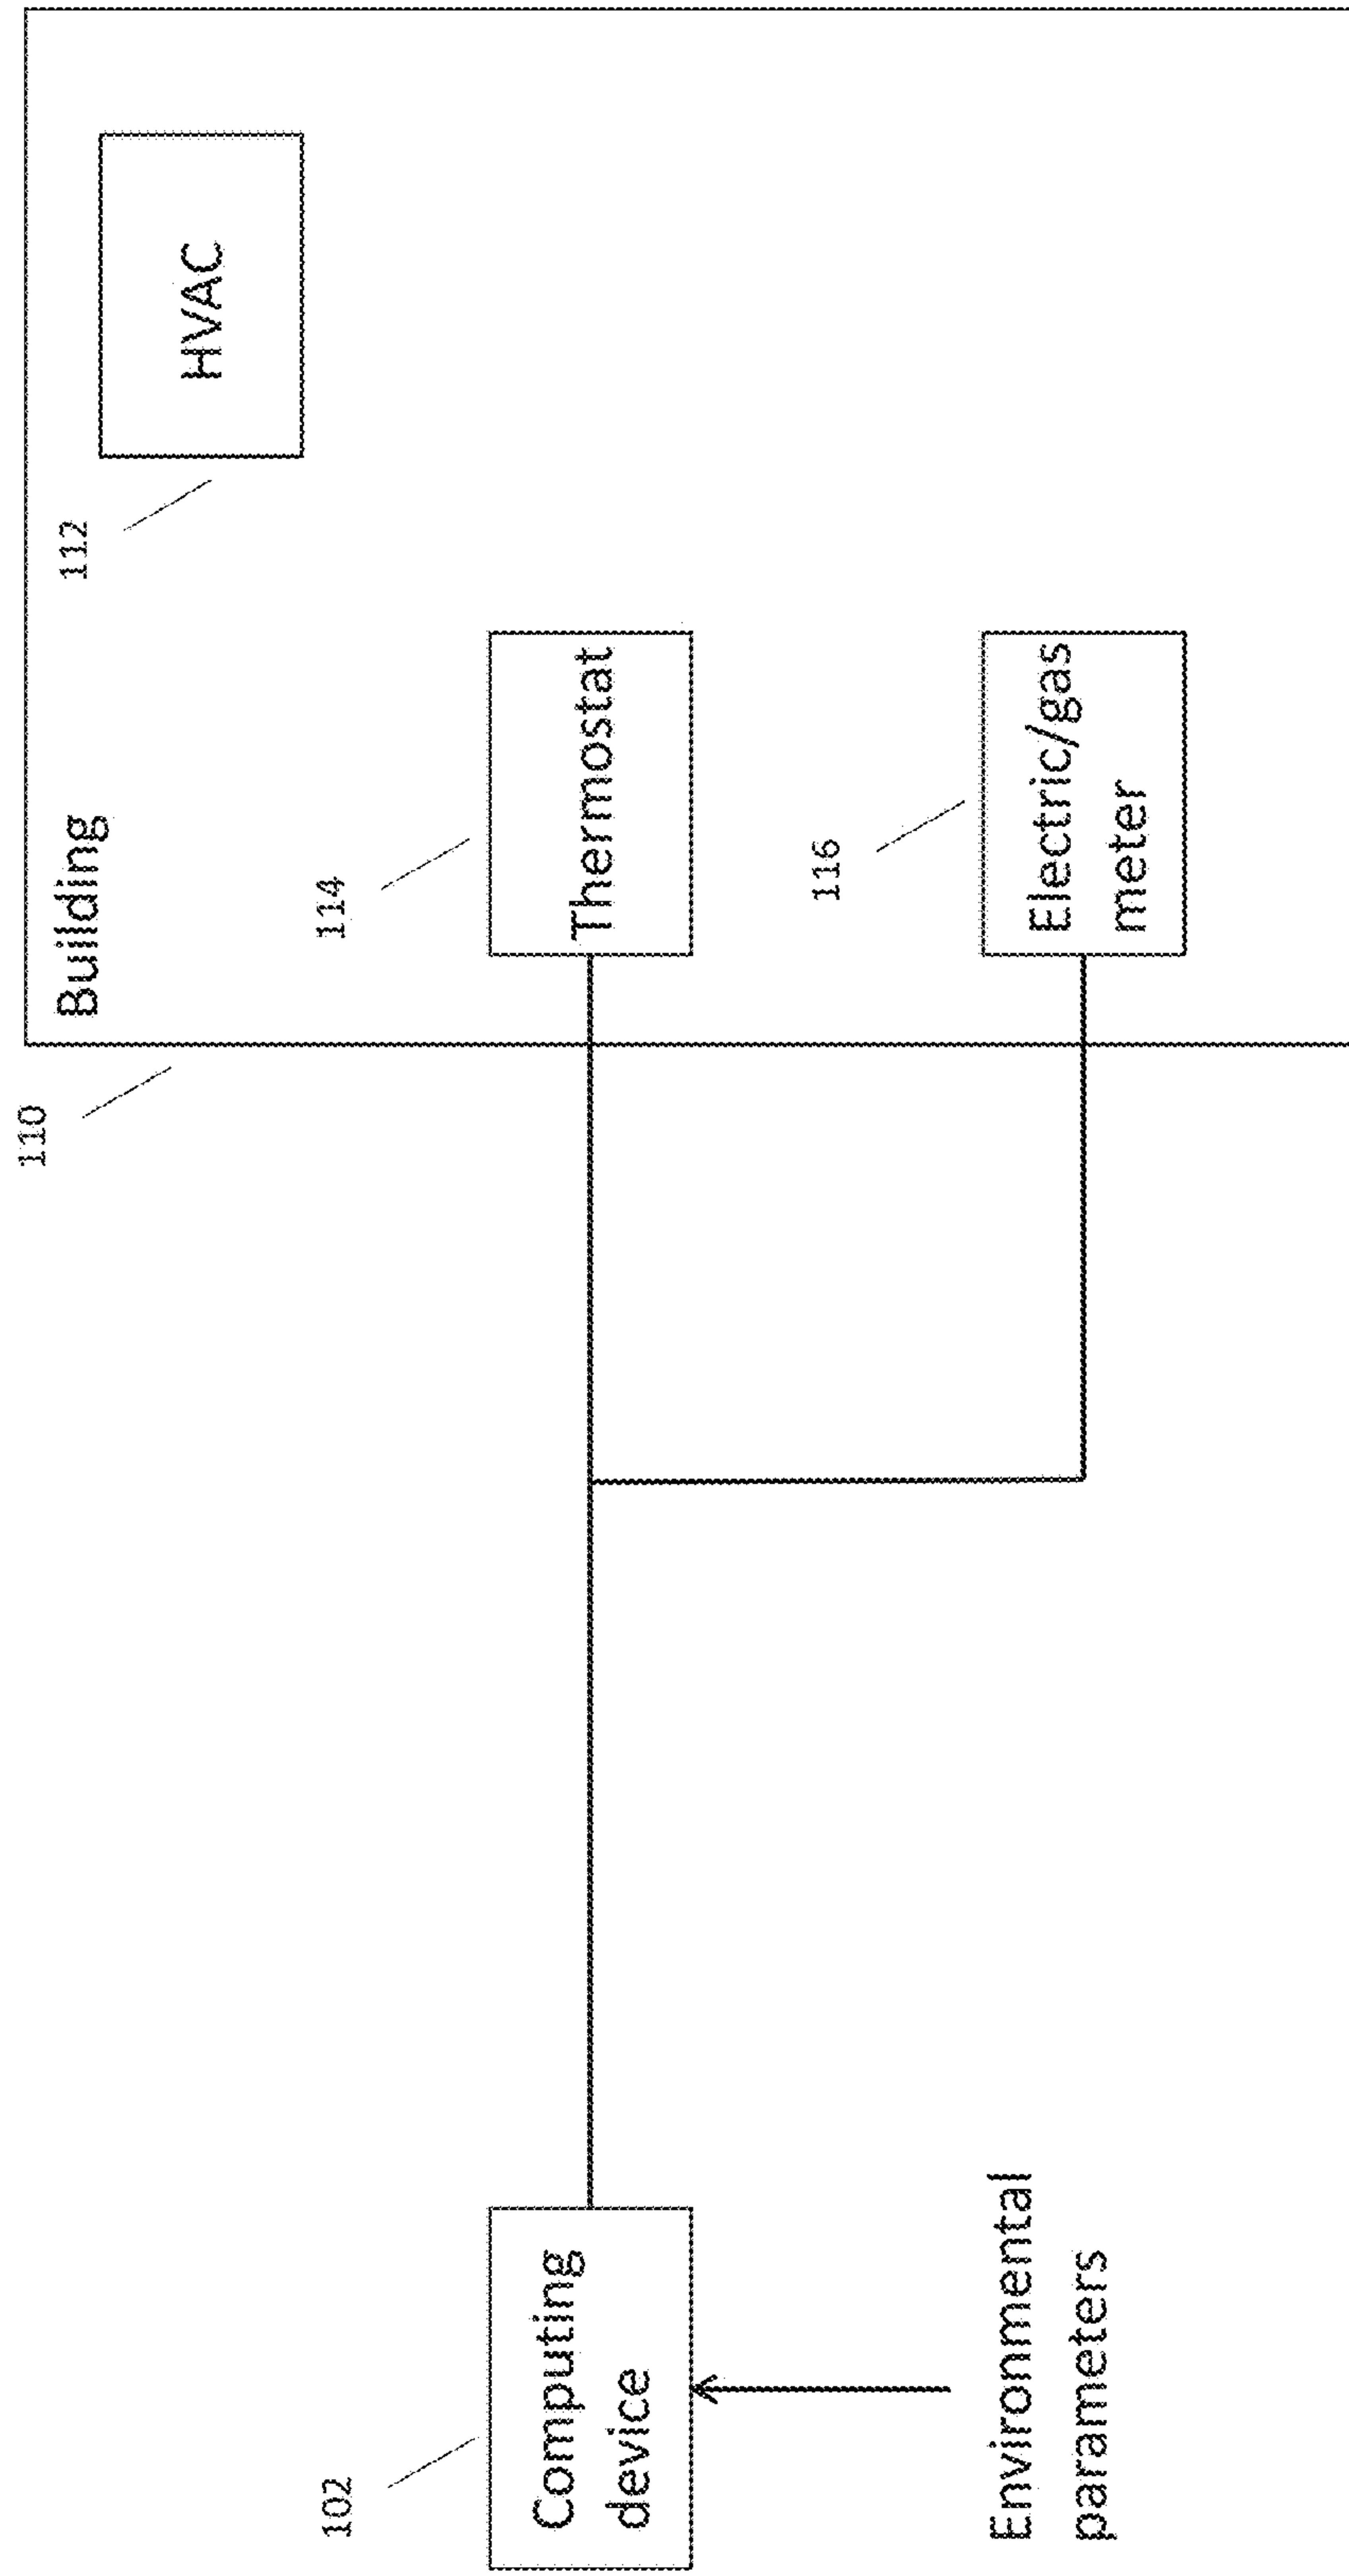 110
Building
112
HVAC
114
Thermostat
116
Electric/gas
meter
102
Computing
device
Environmental
parameters